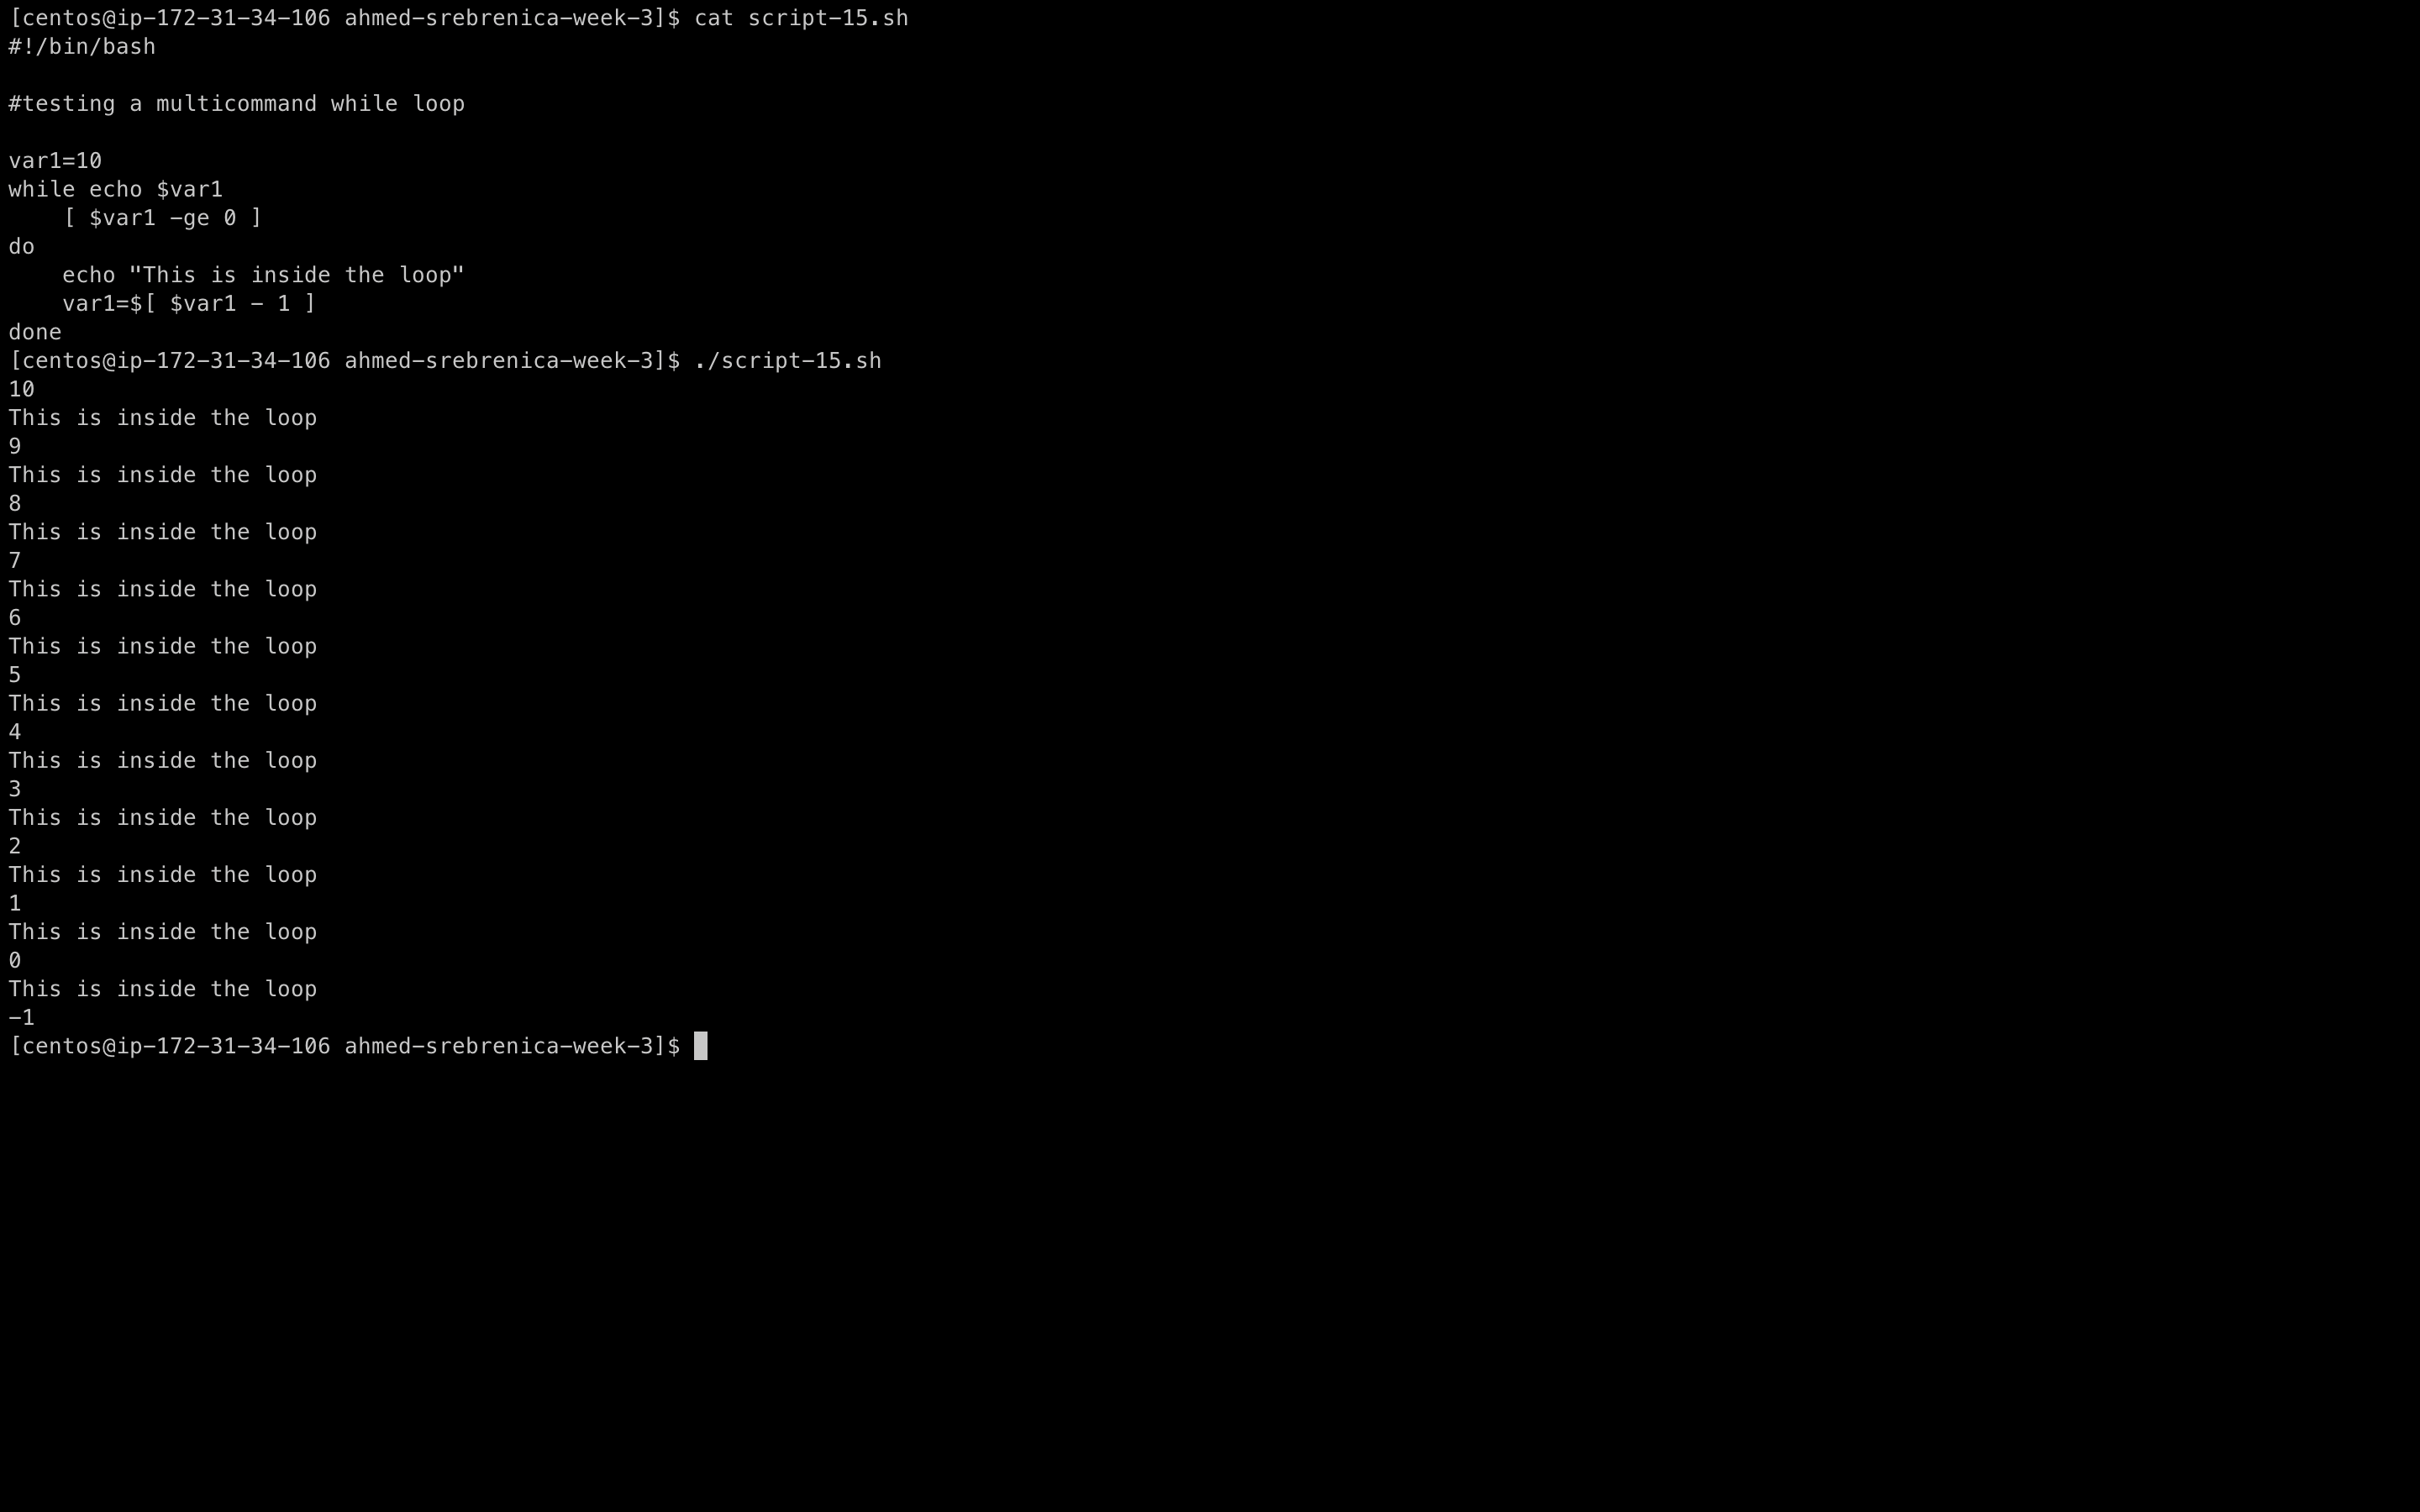 [centos@ip-172-31-34-106 ahmed-srebrenica-week-3]$ cat script-15.sh
#!/bin/bash

#testing a multicommand while loop

var1=10
while echo $var1
    [ $var1 -ge 0 ]
do
    echo "This is inside the loop"
    var1=$[ $var1 - 1 ]
done
[centos@ip-172-31-34-106 ahmed-srebrenica-week-3]$ ./script-15.sh
10
This is inside the loop
9
This is inside the loop
8
This is inside the loop
7
This is inside the loop
6
This is inside the loop
5
This is inside the loop
4
This is inside the loop
3
This is inside the loop
2
This is inside the loop
1
This is inside the loop
0
This is inside the loop
-1
[centos@ip-172-31-34-106 ahmed-srebrenica-week-3]$